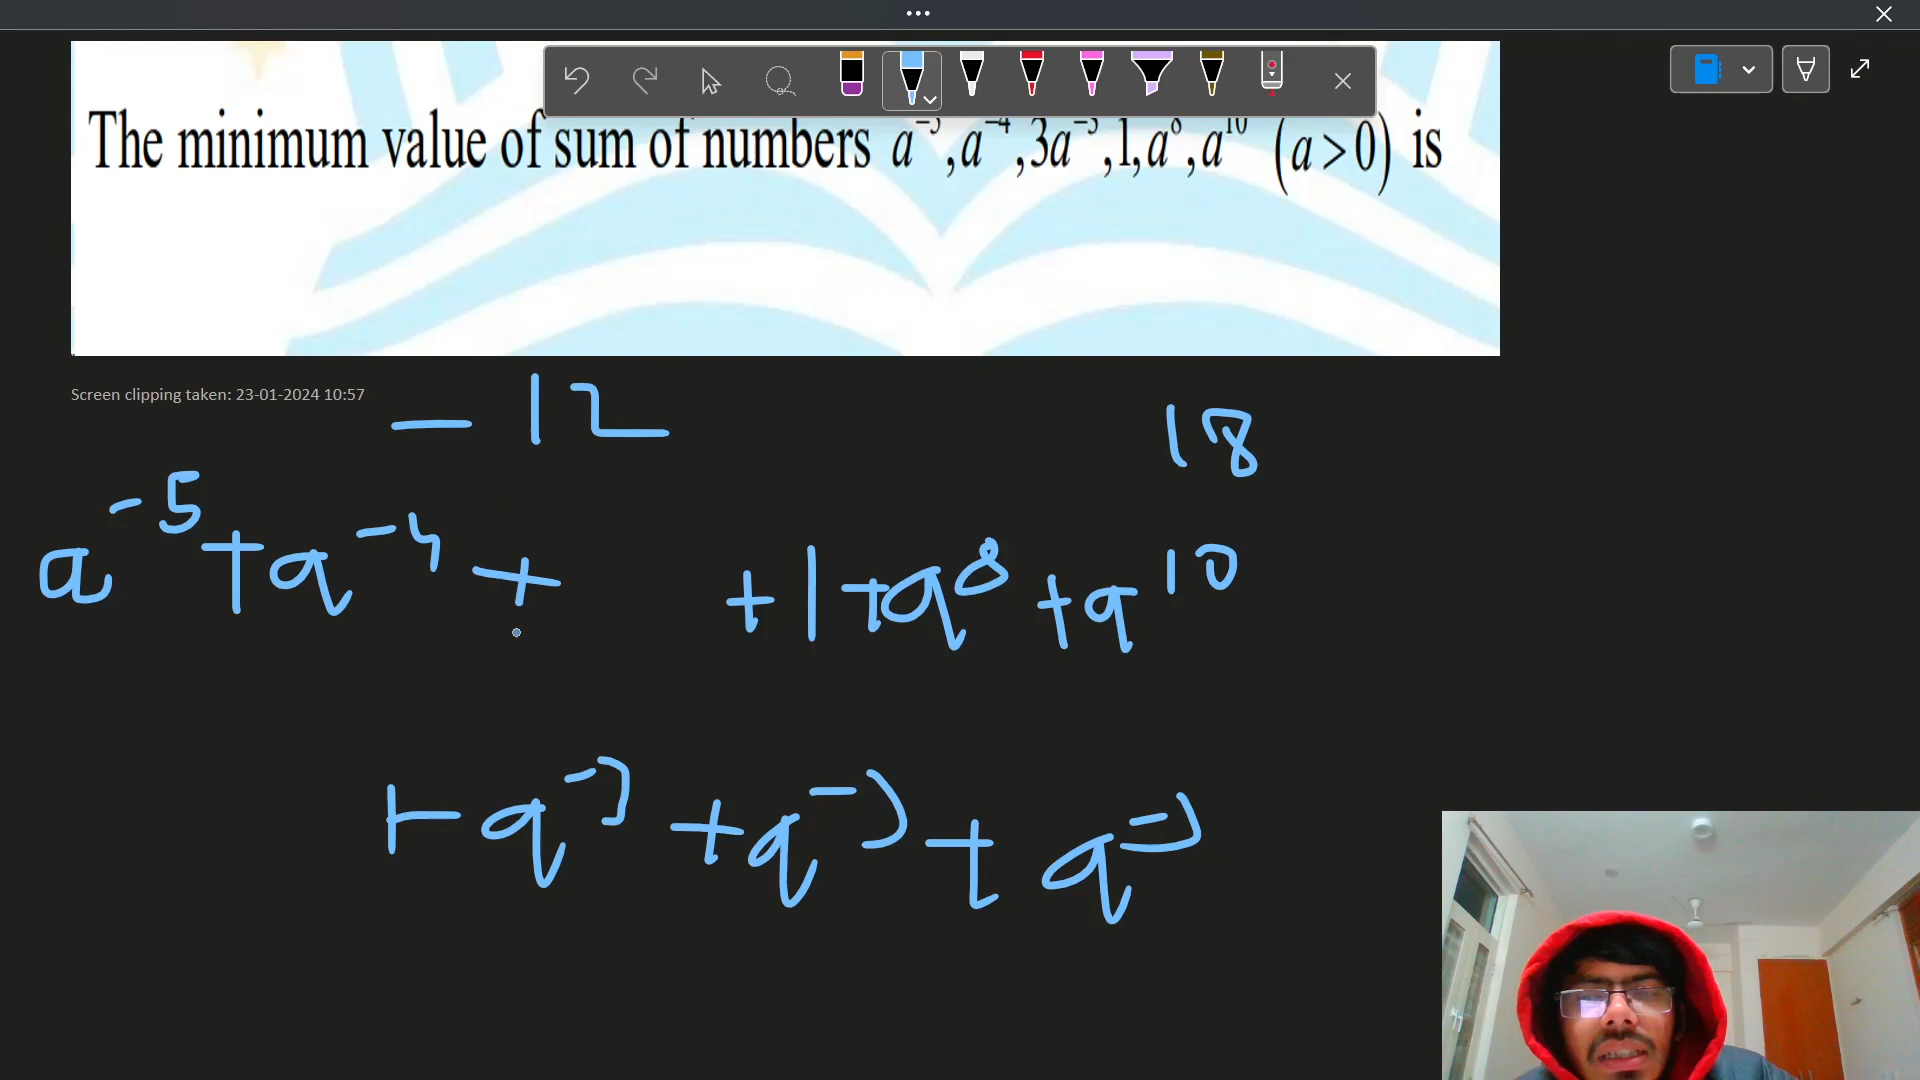 The minimum value of sum of numbers a⁻⁵, a⁻⁴, 3a⁻³, 1, a⁸, a¹⁰ (a > 0) is
Screen clipping taken: 23-01-2024 10:57
- 12
18
a⁻⁵ + a⁻⁴ + + 1 + a⁸ + a¹⁰
+ a⁻³ + a⁻³ + a⁻³